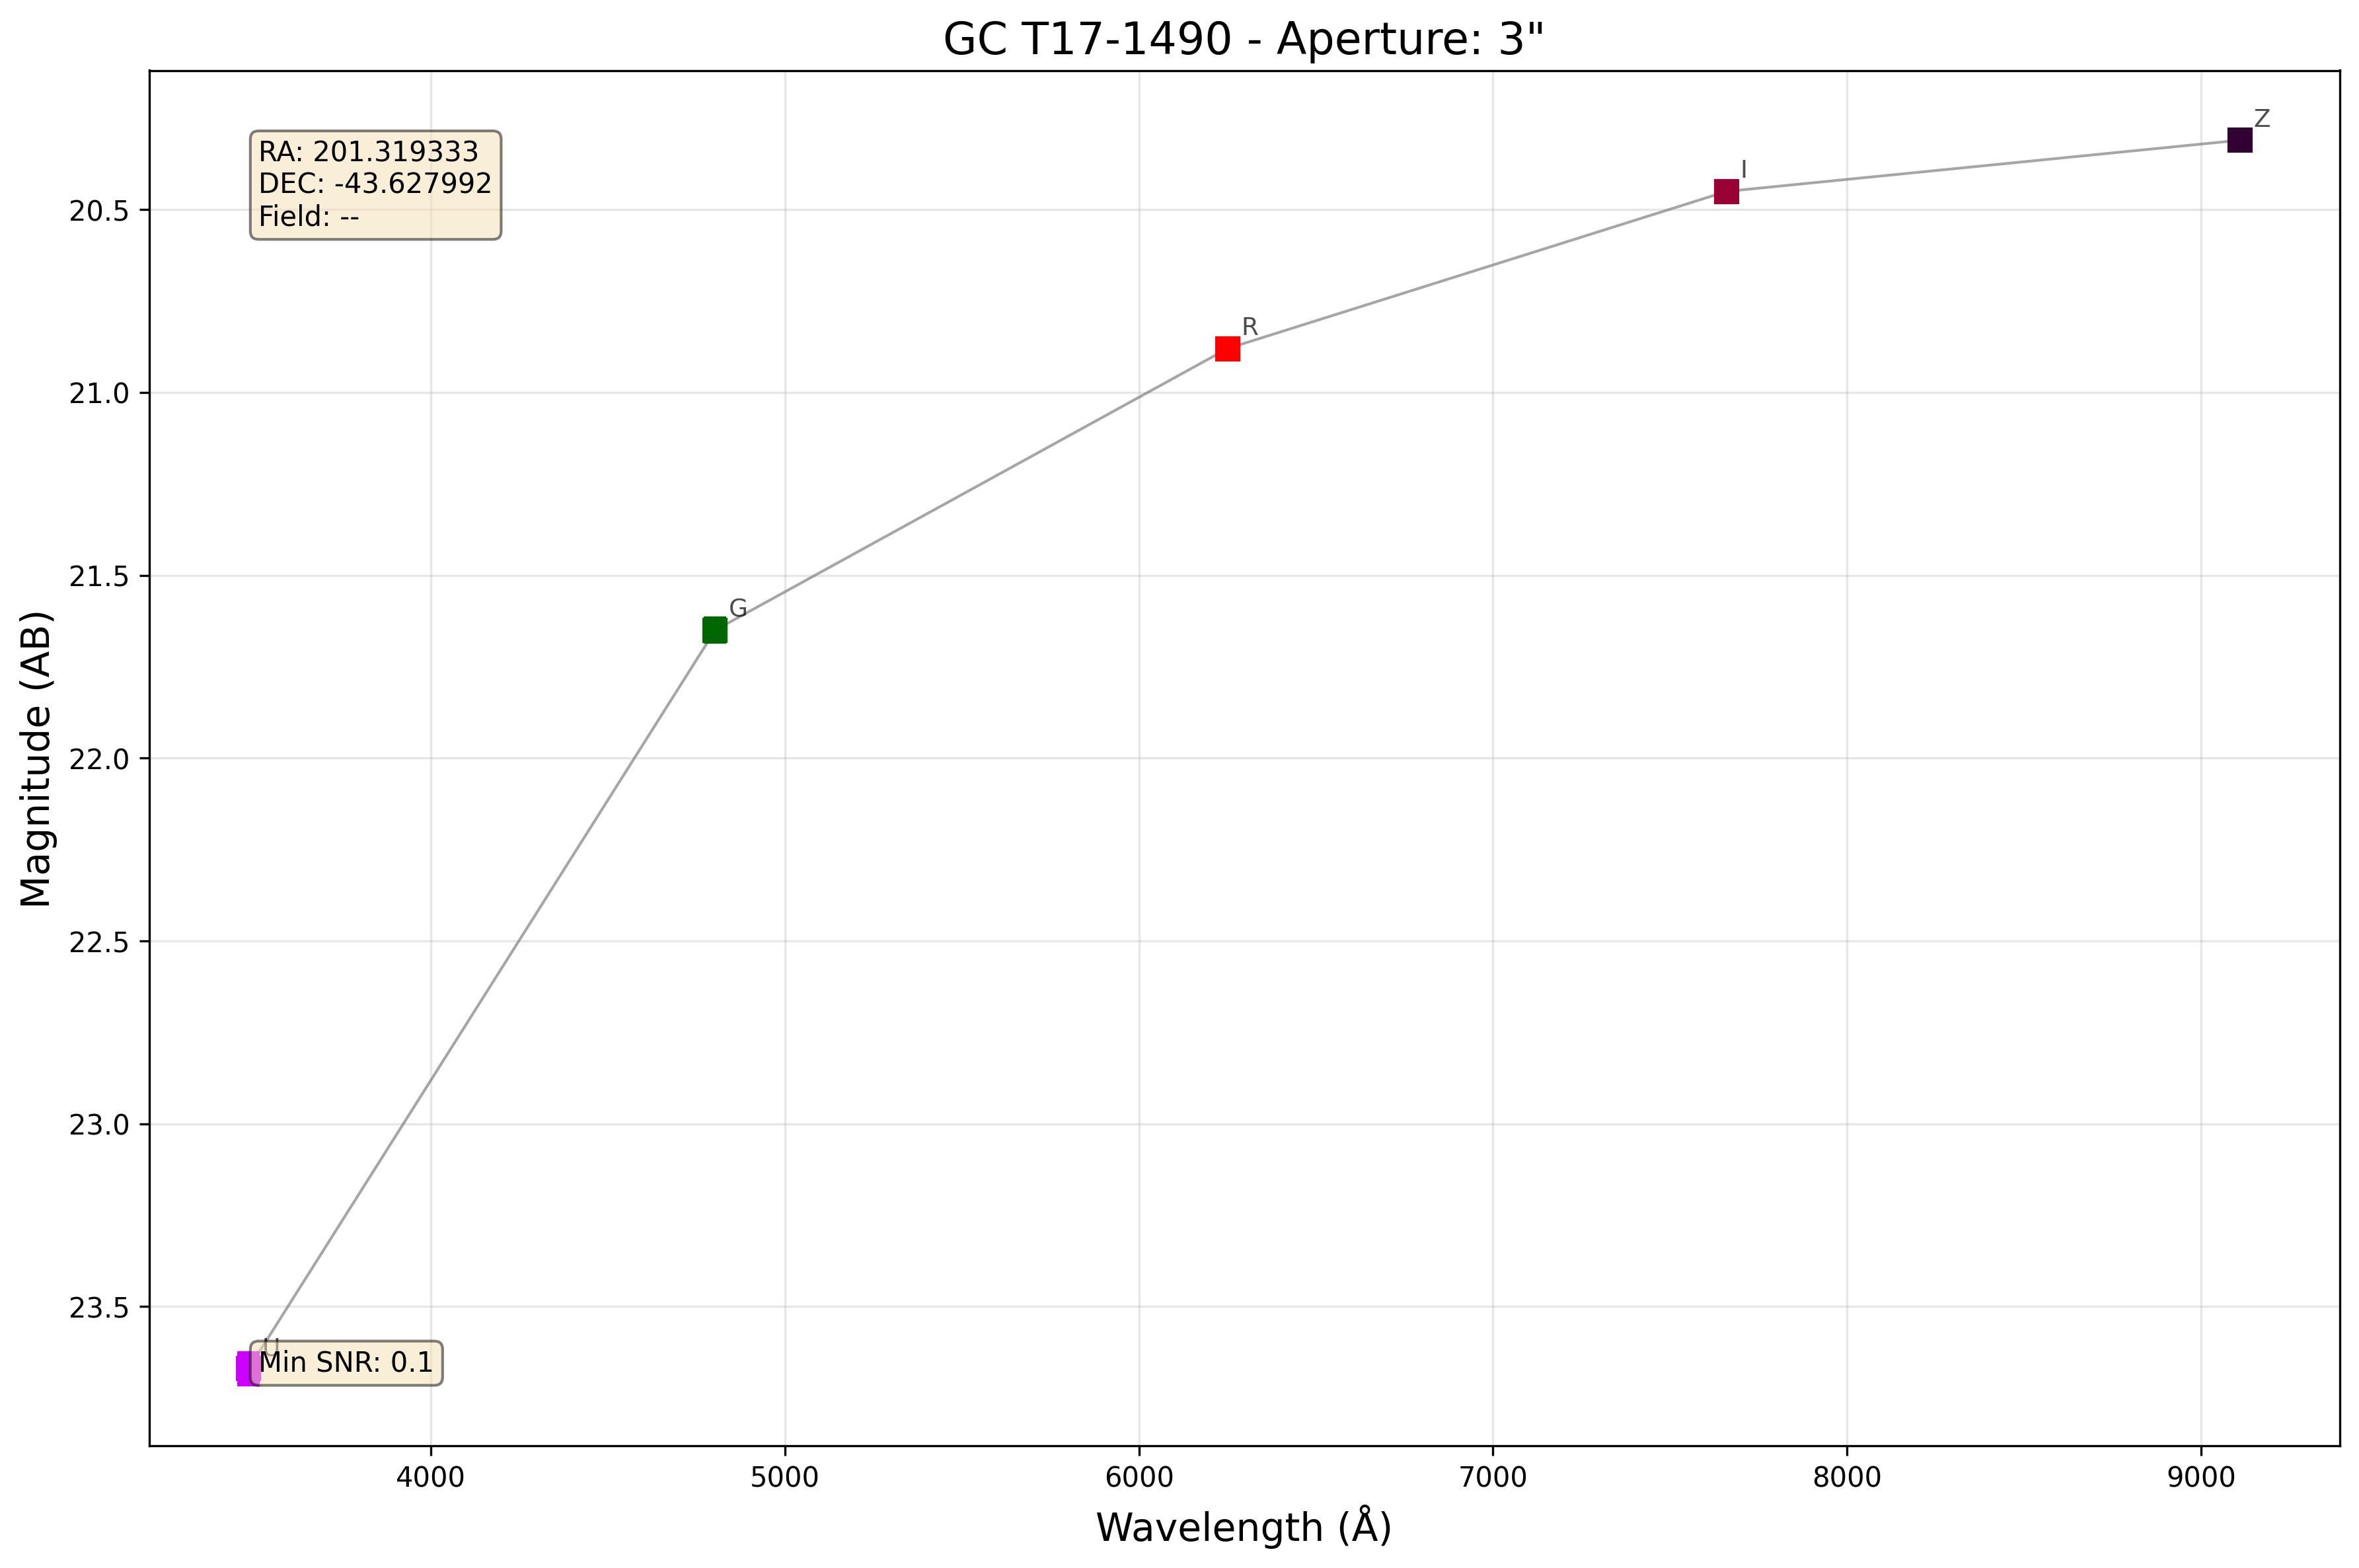 GC T17-1490 - Aperture: 3"
RA: 201.319333
DEC: -43.627992
Field: --
Z
I
R
G
U
Min SNR: 0.1
20.5
21.0
21.5
22.0
22.5
23.0
23.5
Magnitude (AB)
4000
5000
6000
7000
8000
9000
Wavelength (Å)